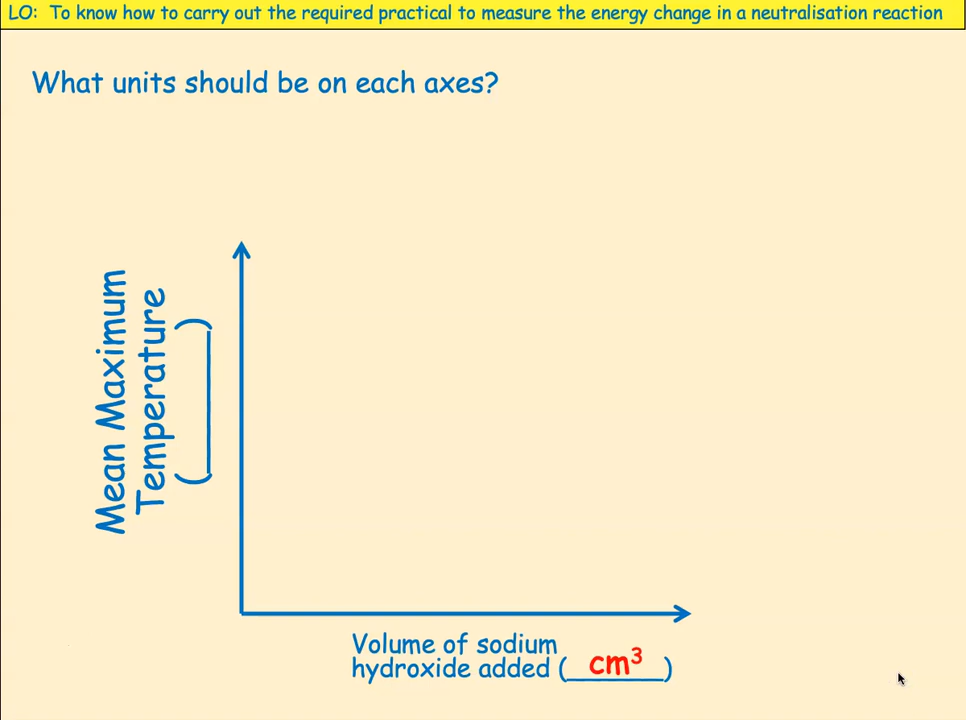 LO: To know how to carry out the required practical to measure the energy change in a neutralisation reaction
What units should be on each axes?
Mean Maximum
Temperature
(______)
Volume of sodium
hydroxide added (cm³)